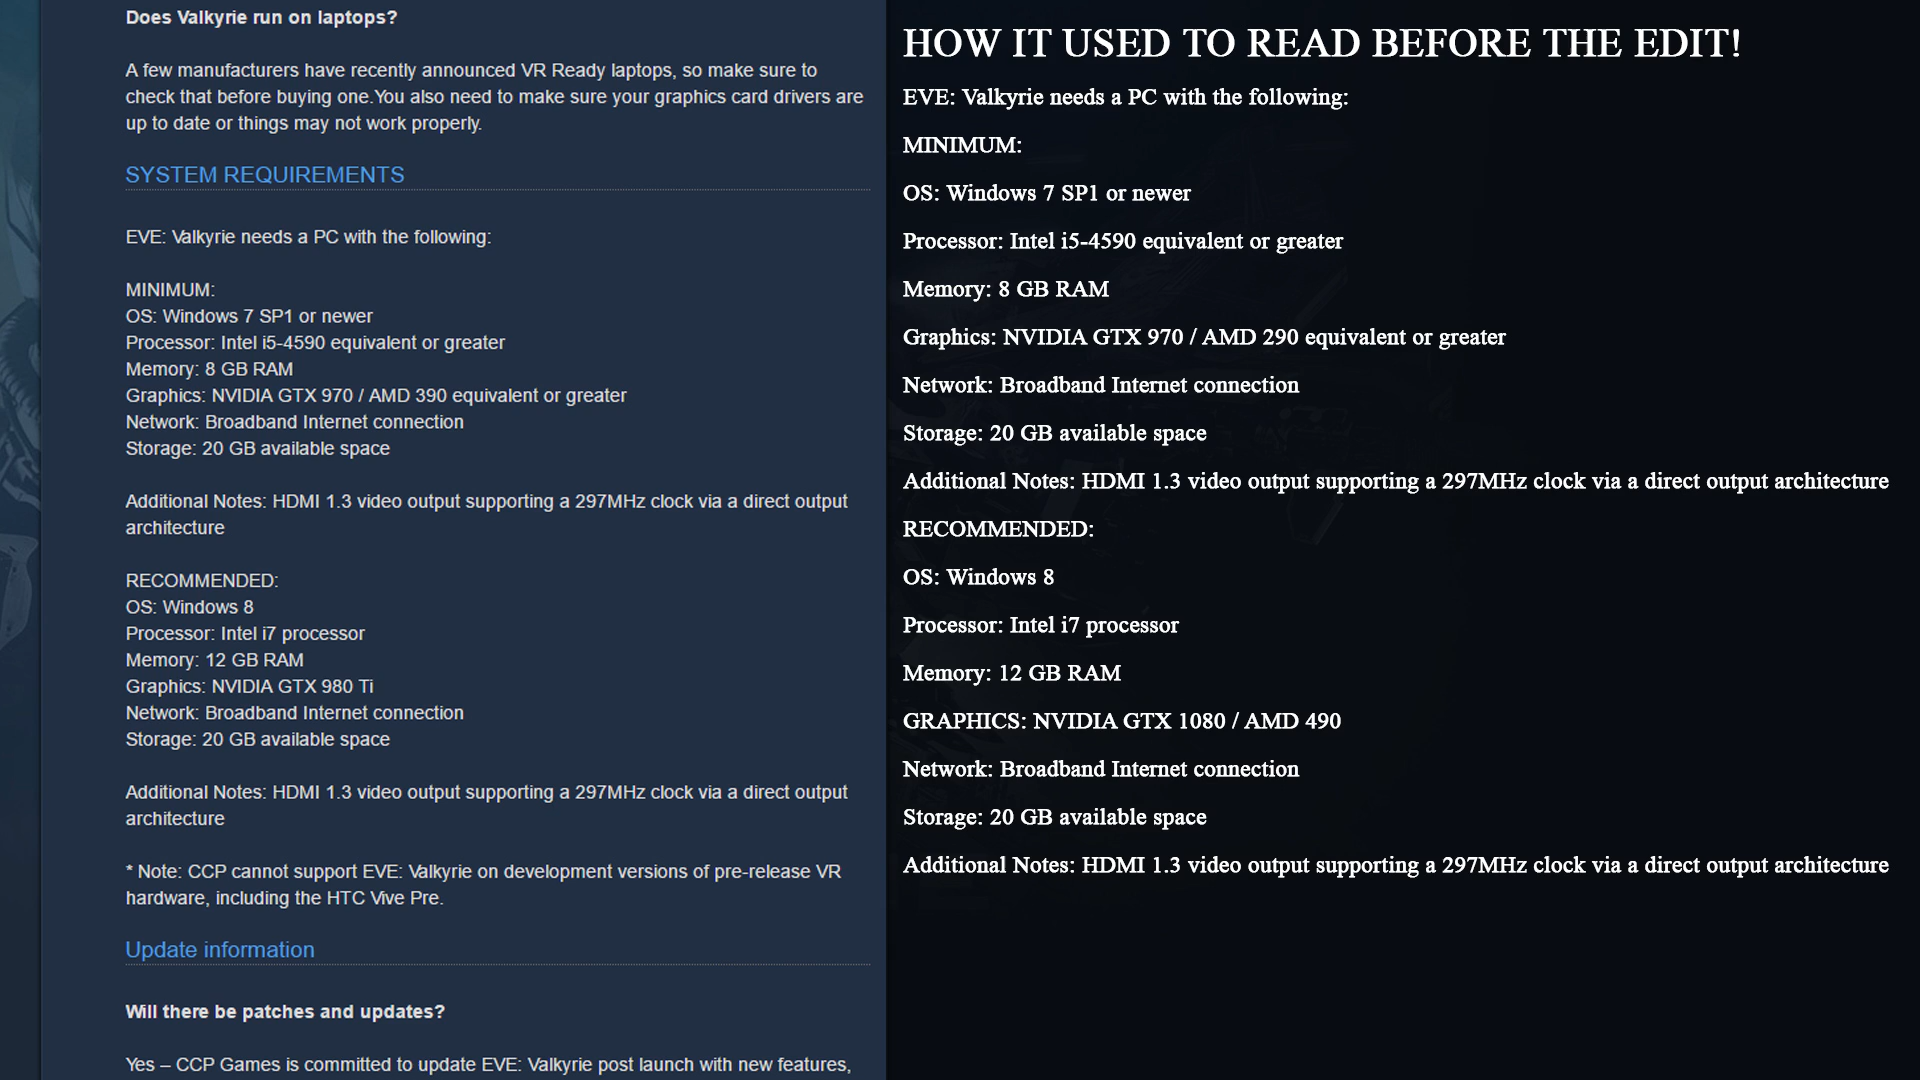 Does Valkyrie run on laptops?
A few manufacturers have recently announced VR Ready laptops, so make sure to
check that before buying one.You also need to make sure your graphics card drivers are
up to date or things may not work properly.
SYSTEM REQUIREMENTS
EVE: Valkyrie needs a PC with the following:
MINIMUM:
OS: Windows 7 SP1 or newer
Processor: Intel i5-4590 equivalent or greater
Memory: 8 GB RAM
Graphics: NVIDIA GTX 970 / AMD 390 equivalent or greater
Network: Broadband Internet connection
Storage: 20 GB available space
Additional Notes: HDMI 1.3 video output supporting a 297MHz clock via a direct output
architecture
RECOMMENDED:
OS: Windows 8
Processor: Intel i7 processor
Memory: 12 GB RAM
Graphics: NVIDIA GTX 980 Ti
Network: Broadband Internet connection
Storage: 20 GB available space
Additional Notes: HDMI 1.3 video output supporting a 297MHz clock via a direct output
architecture
* Note: CCP cannot support EVE: Valkyrie on development versions of pre-release VR
hardware, including the HTC Vive Pre.
Update information
Will there be patches and updates?
Yes – CCP Games is committed to update EVE: Valkyrie post launch with new features,
HOW IT USED TO READ BEFORE THE EDIT!
EVE: Valkyrie needs a PC with the following:
MINIMUM:
OS: Windows 7 SP1 or newer
Processor: Intel i5-4590 equivalent or greater
Memory: 8 GB RAM
Graphics: NVIDIA GTX 970 / AMD 290 equivalent or greater
Network: Broadband Internet connection
Storage: 20 GB available space
Additional Notes: HDMI 1.3 video output supporting a 297MHz clock via a direct output architecture
RECOMMENDED:
OS: Windows 8
Processor: Intel i7 processor
Memory: 12 GB RAM
GRAPHICS: NVIDIA GTX 1080 / AMD 490
Network: Broadband Internet connection
Storage: 20 GB available space
Additional Notes: HDMI 1.3 video output supporting a 297MHz clock via a direct output architecture